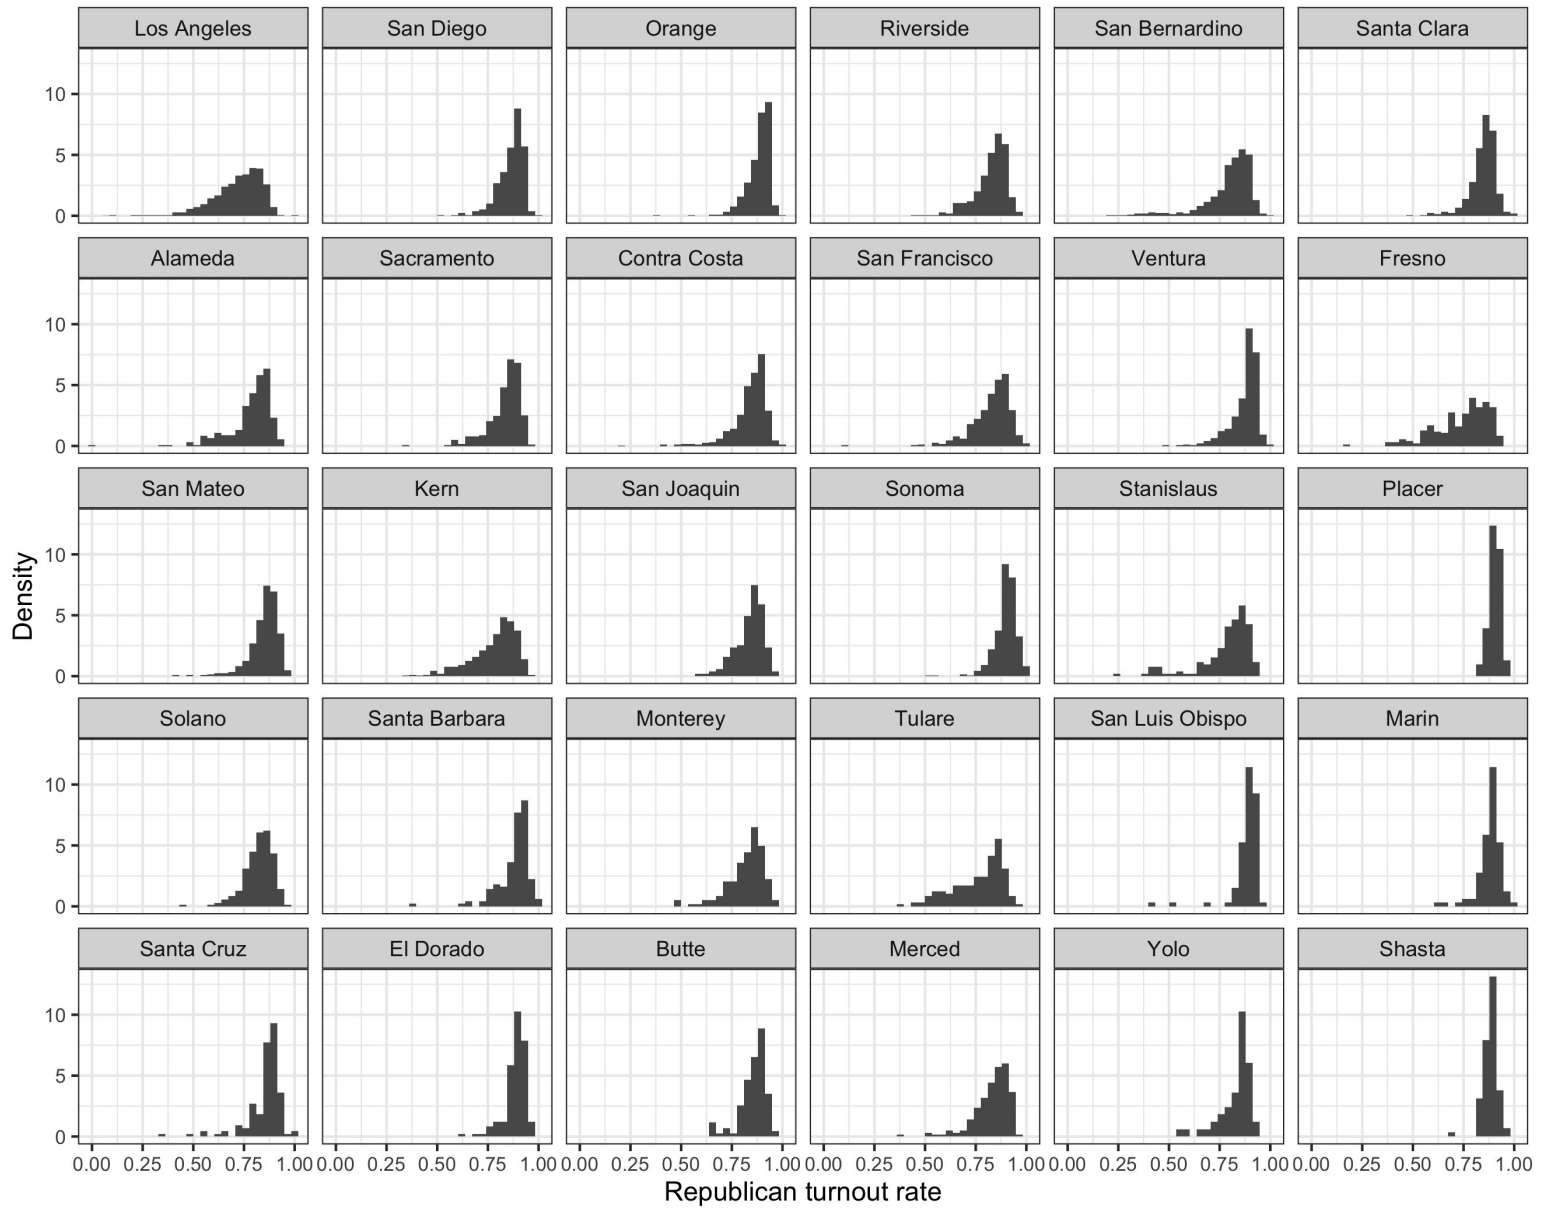 Los Angeles San Diego Orange Riverside San Bernardino Santa Clara
10
5
0
Alameda Sacramento Contra Costa San Francisco Ventura Fresno
10
5
0
San Mateo Kern San Joaquin Sonoma Stanislaus Placer
10
5
0
Density
Solano Santa Barbara Monterey Tulare San Luis Obispo Marin
10
5
0
Santa Cruz El Dorado Butte Merced Yolo Shasta
10
5
0
0.00 0.25 0.50 0.75 1.00 0.00 0.25 0.50 0.75 1.00 0.00 0.25 0.50 0.75 1.00 0.00 0.25 0.50 0.75 1.00 0.00 0.25 0.50 0.75 1.00 0.00 0.25 0.50 0.75 1.00
Republican turnout rate